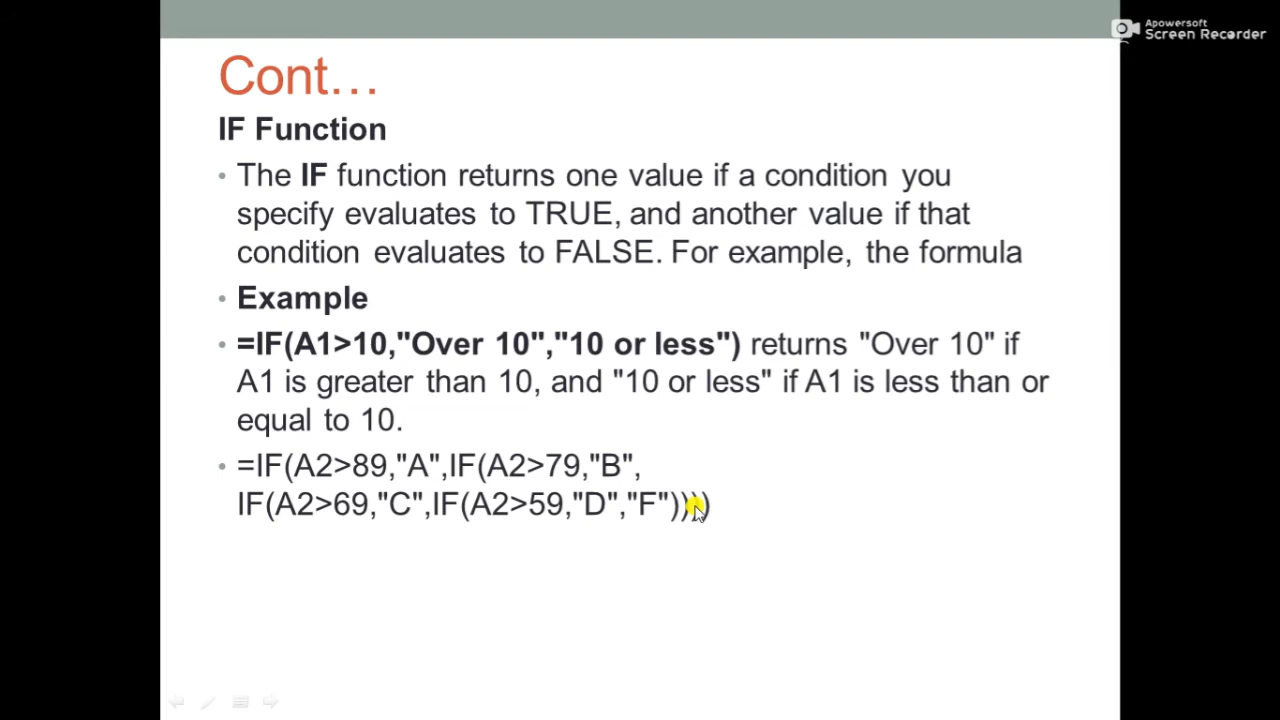 Apowersoft
Screen Recorder
Cont…
IF Function
• The IF function returns one value if a condition you
specify evaluates to TRUE, and another value if that
condition evaluates to FALSE. For example, the formula
• Example
• =IF(A1>10,"Over 10","10 or less") returns "Over 10" if
A1 is greater than 10, and "10 or less" if A1 is less than or
equal to 10.
• =IF(A2>89,"A",IF(A2>79,"B",
IF(A2>69,"C",IF(A2>59,"D","F"))))